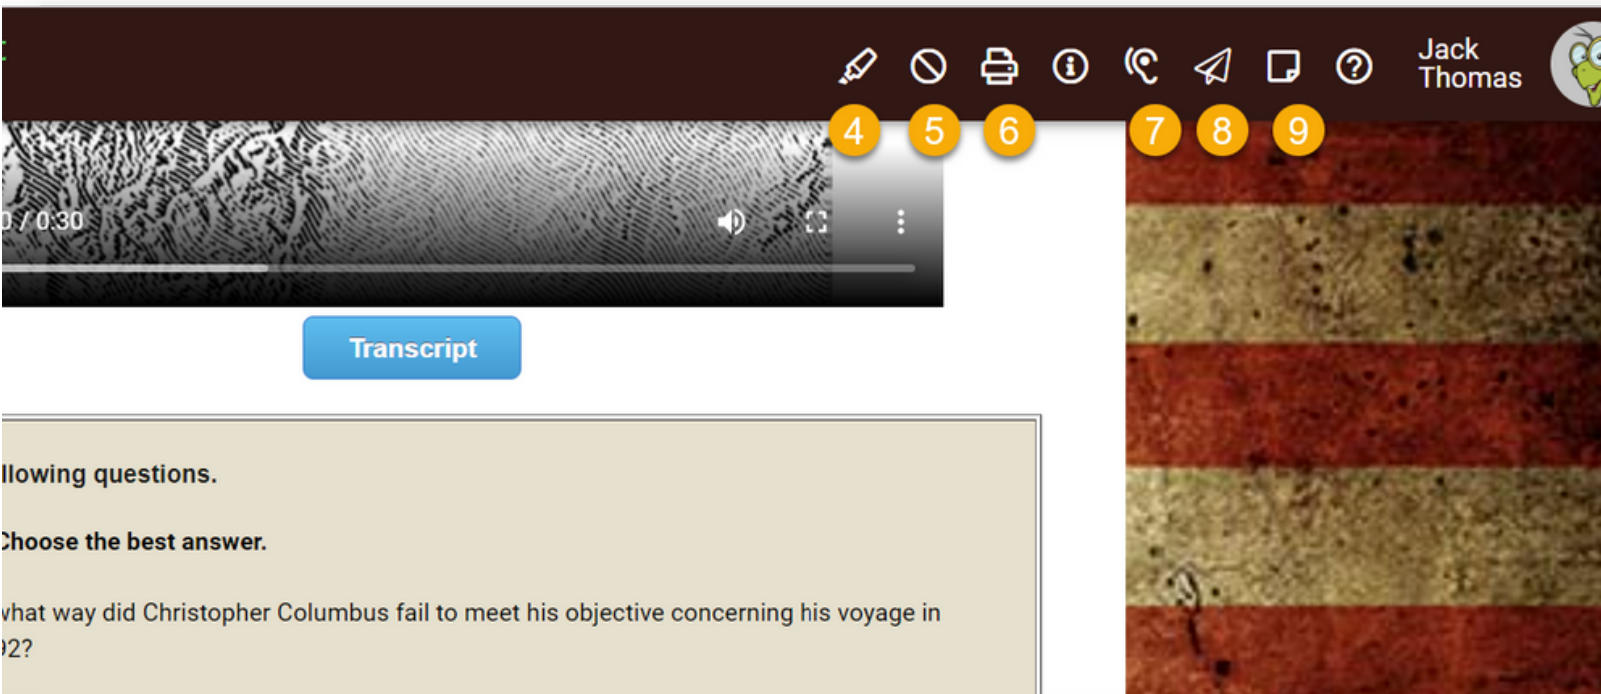 Jack
Thomas
4 5 6 7 8 9
0 / 0:30
Transcript
llowing questions.
Choose the best answer.
what way did Christopher Columbus fail to meet his objective concerning his voyage in
92?